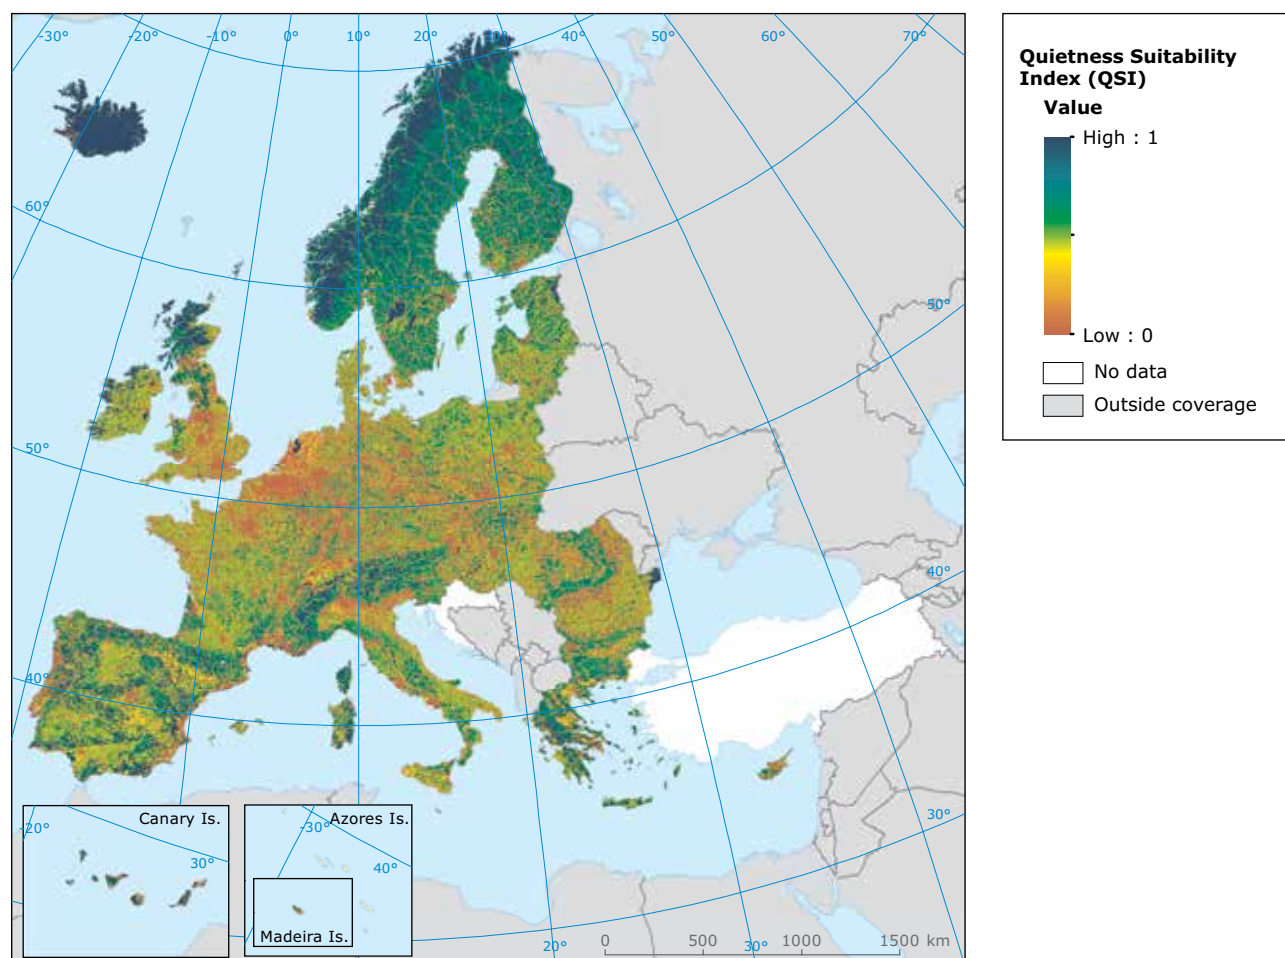 -30°
-20°
-10°
0°
10°
20°
30°
40°
50°
60°
70°
60°
50°
50°
40°
40°
30°
20°
30°
Canary Is.
-20°
30°
Azores Is.
-30°
40°
Madeira Is.
0 500 1000 1500 km
Quietness Suitability
Index (QSI)
Value
High : 1
Low : 0
No data
Outside coverage